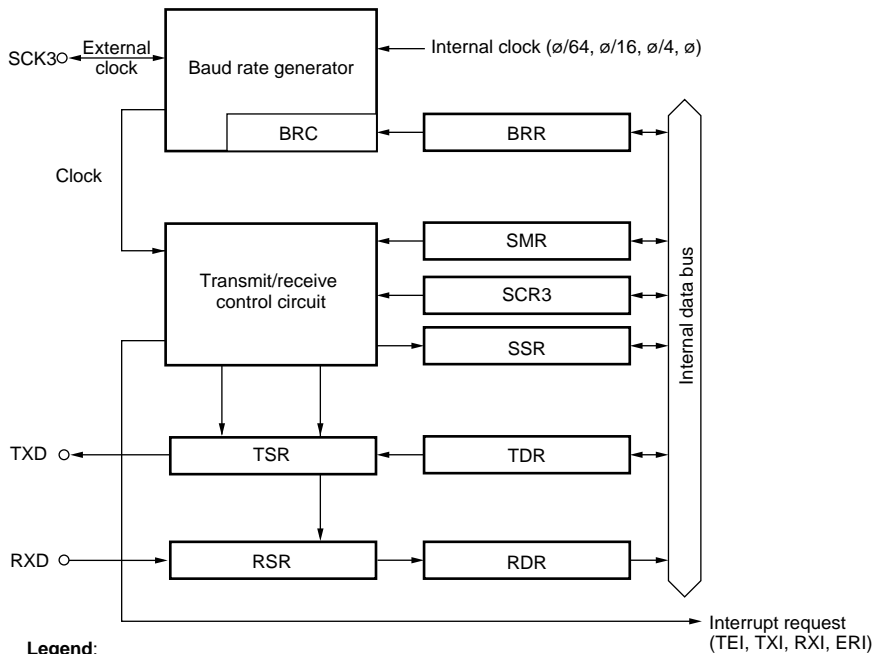 SCK3
External
clock
Baud rate generator
Internal clock (ø/64, ø/16, ø/4, ø)
BRC
BRR
Clock
Transmit/receive
control circuit
SMR
SCR3
SSR
Internal data bus
TXD
TSR
TDR
RXD
RSR
RDR
Interrupt request
(TEI, TXI, RXI, ERI)
Legend: